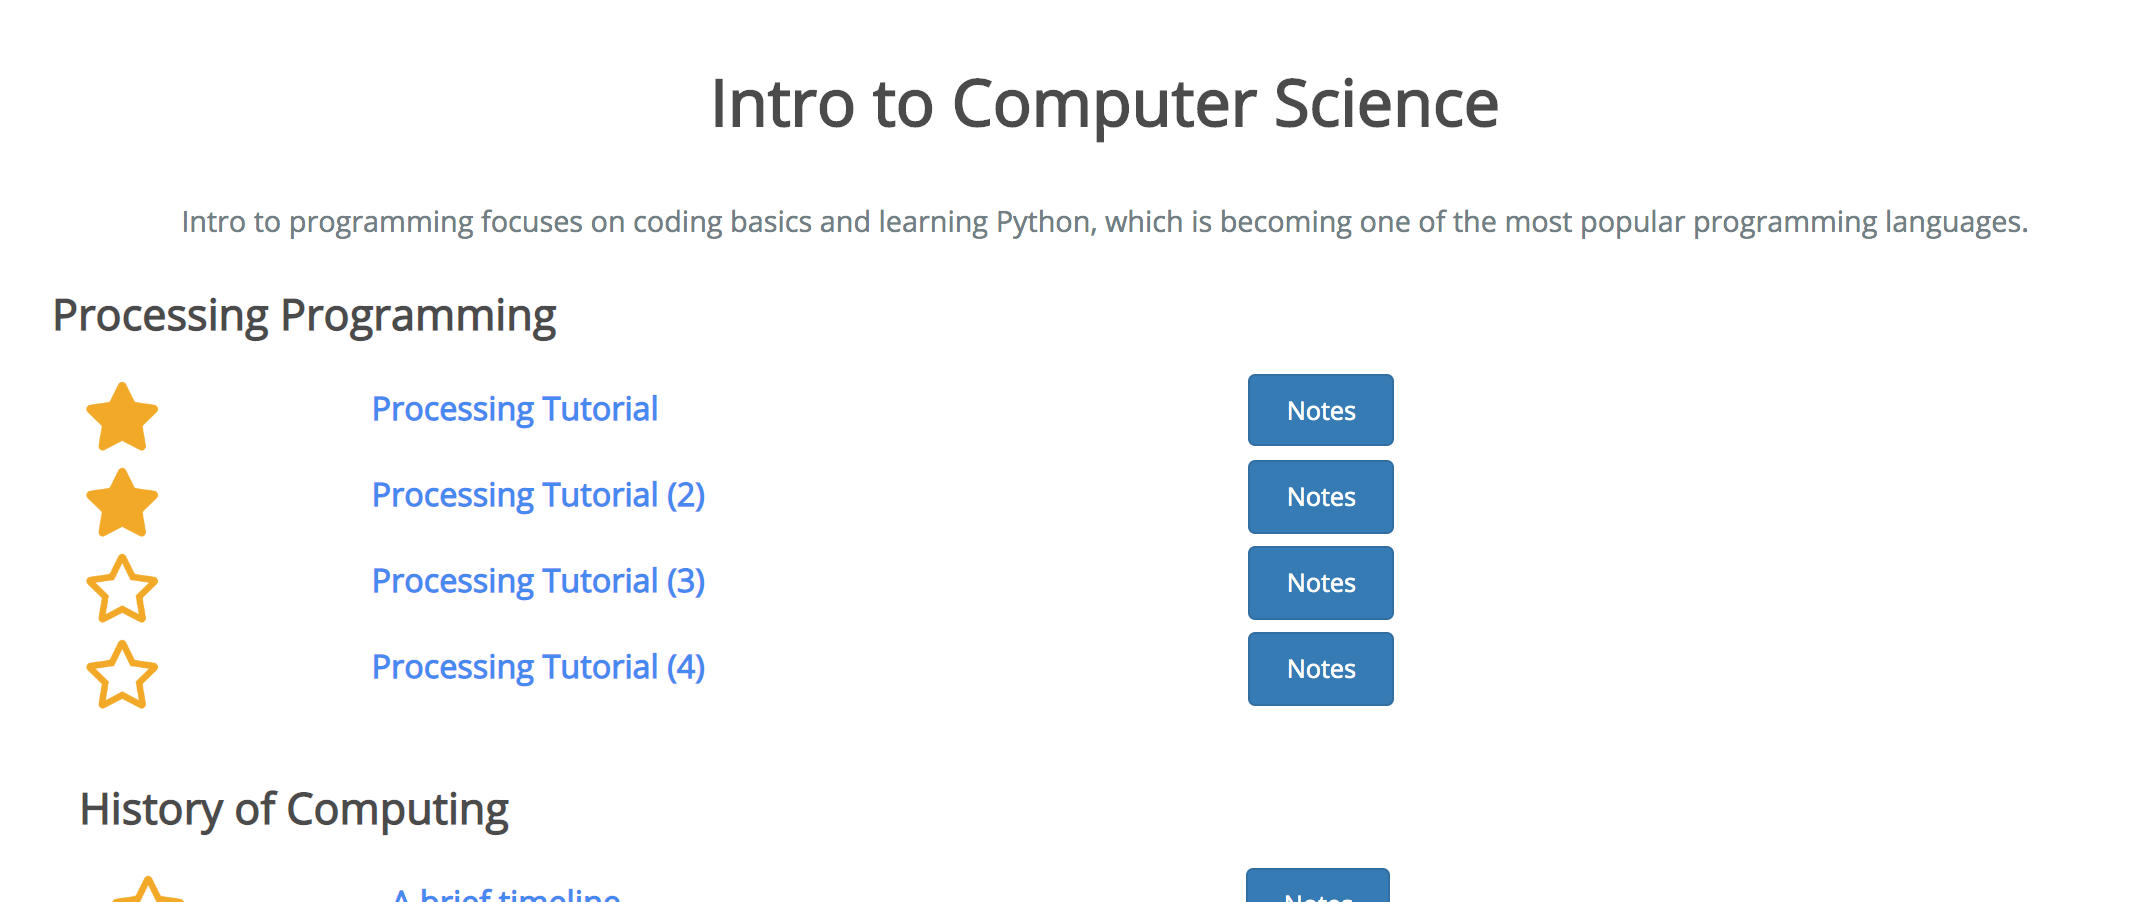 Intro to Computer Science
Intro to programming focuses on coding basics and learning Python, which is becoming one of the most popular programming languages.
Processing Programming
Processing Tutorial Notes
Processing Tutorial (2) Notes
Processing Tutorial (3) Notes
Processing Tutorial (4) Notes
History of Computing
A brief timeline Notes